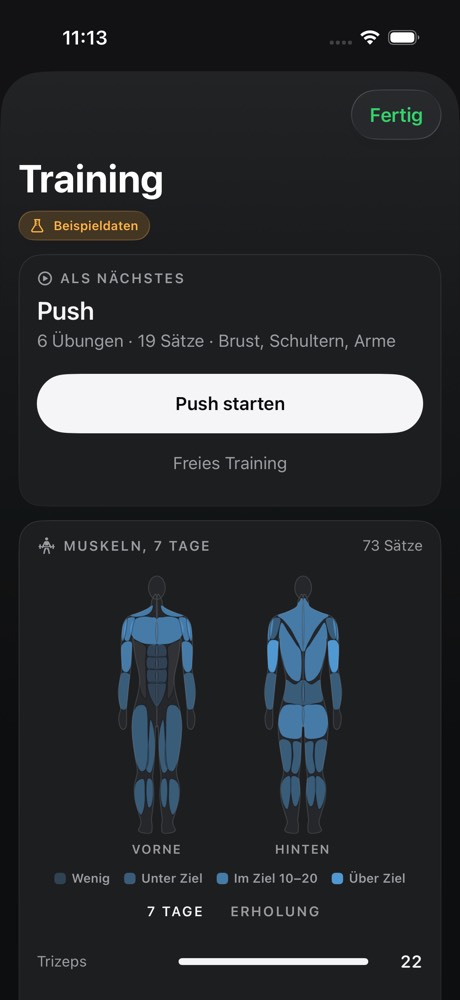 11:13
Fertig
Training
Beispieldaten
ALS NÄCHSTES
Push
6 Übungen · 19 Sätze · Brust, Schultern, Arme
Push starten
Freies Training
MUSKELN, 7 TAGE 73 Sätze
VORNE HINTEN
Wenig Unter Ziel Im Ziel 10–20 Über Ziel
7 TAGE ERHOLUNG
Trizeps 22